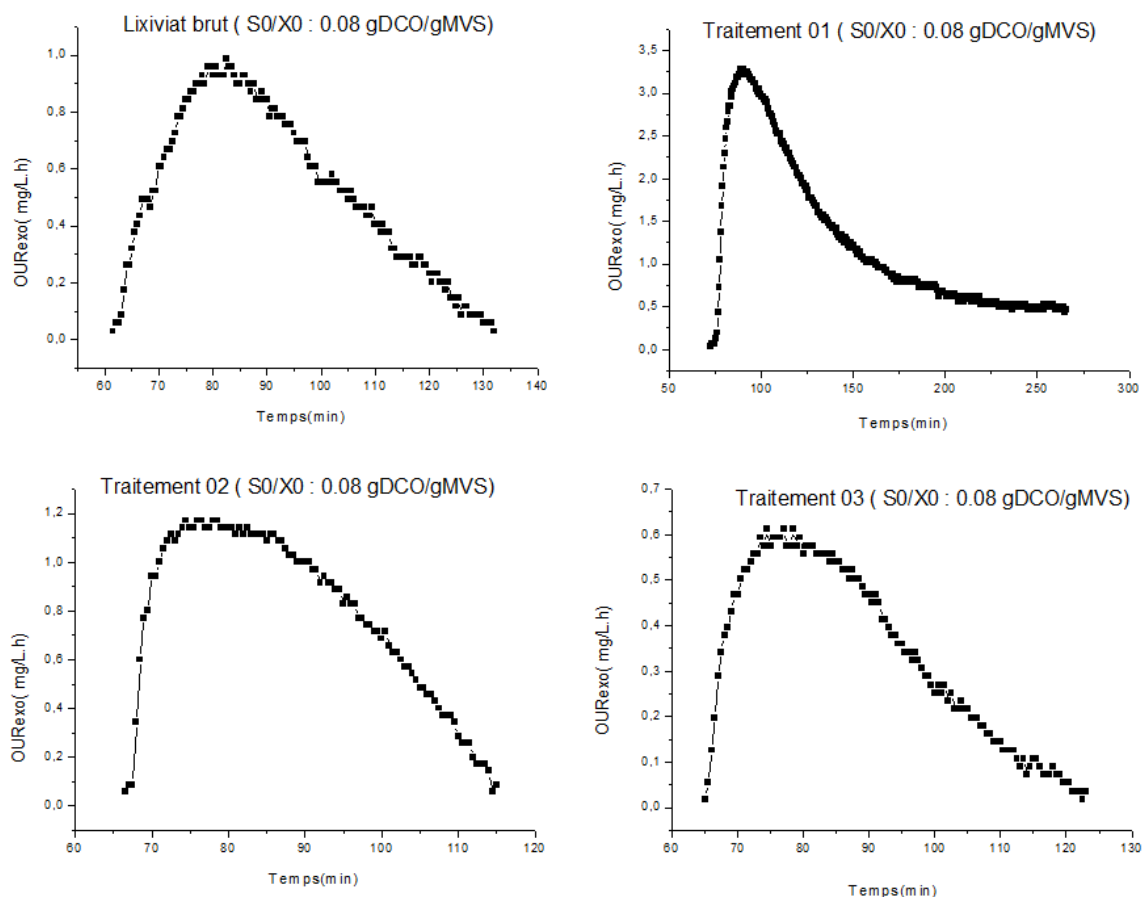 Lixiviat brut ( S0/X0 : 0.08 gDCO/gMVS)
OURexo( mg/L.h)
1,0
0,8
0,6
0,4
0,2
0,0
60 70 80 90 100 110 120 130 140
Temps(min)
Traitement 01 ( S0/X0 : 0.08 gDCO/gMVS)
OURexo( mg/L.h)
3,5
3,0
2,5
2,0
1,5
1,0
0,5
0,0
50 100 150 200 250 300
Temps(min)
Traitement 02 ( S0/X0 : 0.08 gDCO/gMVS)
OURexo( mg/L.h)
1,2
1,0
0,8
0,6
0,4
0,2
0,0
60 70 80 90 100 110 120
Temps(min)
Traitement 03 ( S0/X0 : 0.08 gDCO/gMVS)
OURexo( mg/L.h)
0,7
0,6
0,5
0,4
0,3
0,2
0,1
0,0
60 70 80 90 100 110 120 130
Temps(min)